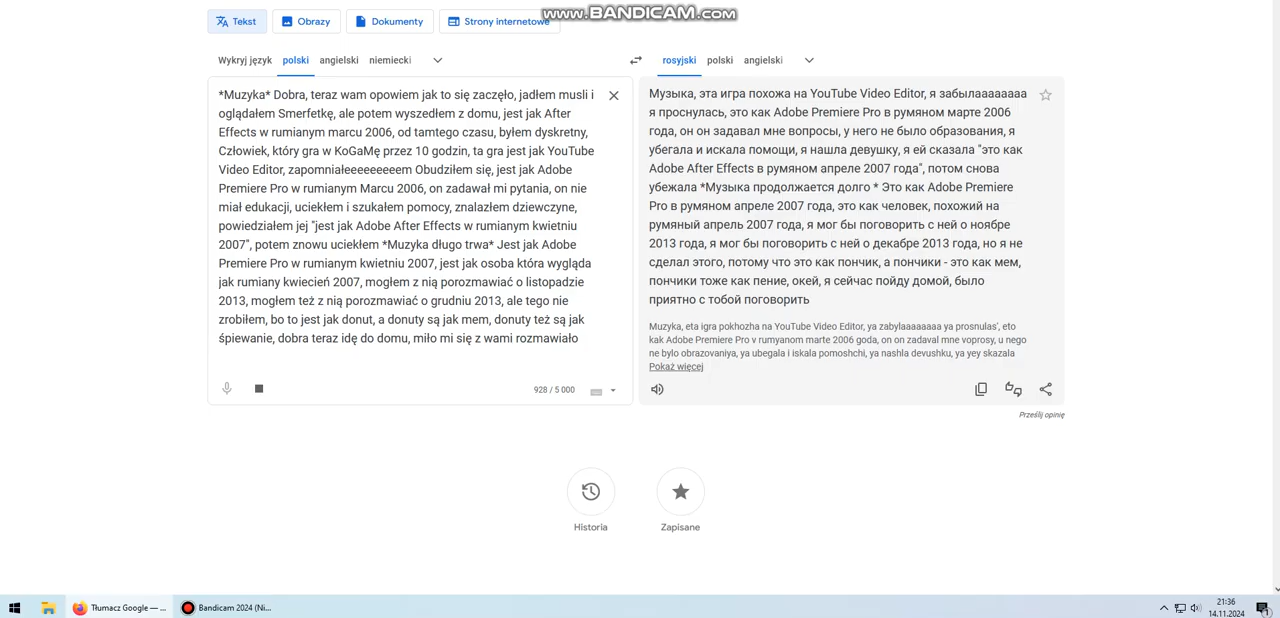 www.BANDICAM.com
Tekst
Obrazy
Dokumenty
Strony internetowe
Wykryj język
polski
angielski
niemiecki
rosyjski
polski
angielski
*Muzyka* Dobra, teraz wam opowiem jak to się zaczęło, jadłem musli i
oglądałem Smerfetkę, ale potem wyszedłem z domu, jest jak After
Effects w rumianym marcu 2006, od tamtego czasu, byłem dyskretny,
Człowiek, który gra w KoGaMę przez 10 godzin, ta gra jest jak YouTube
Video Editor, zapomniałeeeeeeeeem Obudziłem się, jest jak Adobe
Premiere Pro w rumianym Marcu 2006, on zadawał mi pytania, on nie
miał edukacji, uciekłem i szukałem pomocy, znalazłem dziewczyne,
powiedziałem jej "jest jak Adobe After Effects w rumianym kwietniu
2007", potem znowu uciekłem *Muzyka długo trwa* Jest jak Adobe
Premiere Pro w rumianym kwietniu 2007, jest jak osoba która wygląda
jak rumiany kwiecień 2007, mogłem z nią porozmawiać o listopadzie
2013, mogłem też z nią porozmawiać o grudniu 2013, ale tego nie
zrobiłem, bo to jest jak donut, a donuty są jak mem, donuty też są jak
śpiewanie, dobra teraz idę do domu, miło mi się z wami rozmawiało
928 / 5 000
Музыка, эта игра похожа на YouTube Video Editor, я забылаааааааа
я проснулась, это как Adobe Premiere Pro в румяном марте 2006
года, он он задавал мне вопросы, у него не было образования, я
убегала и искала помощи, я нашла девушку, я ей сказала "это как
Adobe After Effects в румяном апреле 2007 года", потом снова
убежала *Музыка продолжается долго * Это как Adobe Premiere
Pro в румяном апреле 2007 года, это как человек, похожий на
румяный апрель 2007 года, я мог бы поговорить с ней о ноябре
2013 года, я мог бы поговорить с ней о декабре 2013 года, но я не
сделал этого, потому что это как пончик, а пончики - это как мем,
пончики тоже как пение, окей, я сейчас пойду домой, было
приятно с тобой поговорить
Muzyka, eta igra pokhozha na YouTube Video Editor, ya zabylaaaaaaaa ya prosnulas', eto
kak Adobe Premiere Pro v rumyanom marte 2006 goda, on on zadaval mne voprosy, u nego
ne bylo obrazovaniya, ya ubegala i iskala pomoshchi, ya nashla devushku, ya yey skazala
Pokaż więcej
Prześlij opinię
Historia
Zapisane
Tłumacz Google — ...
Bandicam 2024 (Ni...
21:36
14.11.2024
1